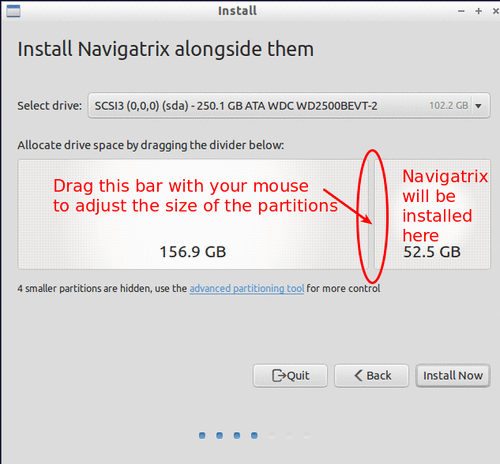 Install
Install Navigatrix alongside them
Select drive: SCSI3 (0,0,0) (sda) - 250.1 GB ATA WDC WD2500BEVT-2 102.2 GB
Allocate drive space by dragging the divider below:
Drag this bar with your mouse
to adjust the size of the partitions
156.9 GB
Navigatrix
will be
installed
here
52.5 GB
4 smaller partitions are hidden, use the advanced partitioning tool for more control
Quit Back Install Now